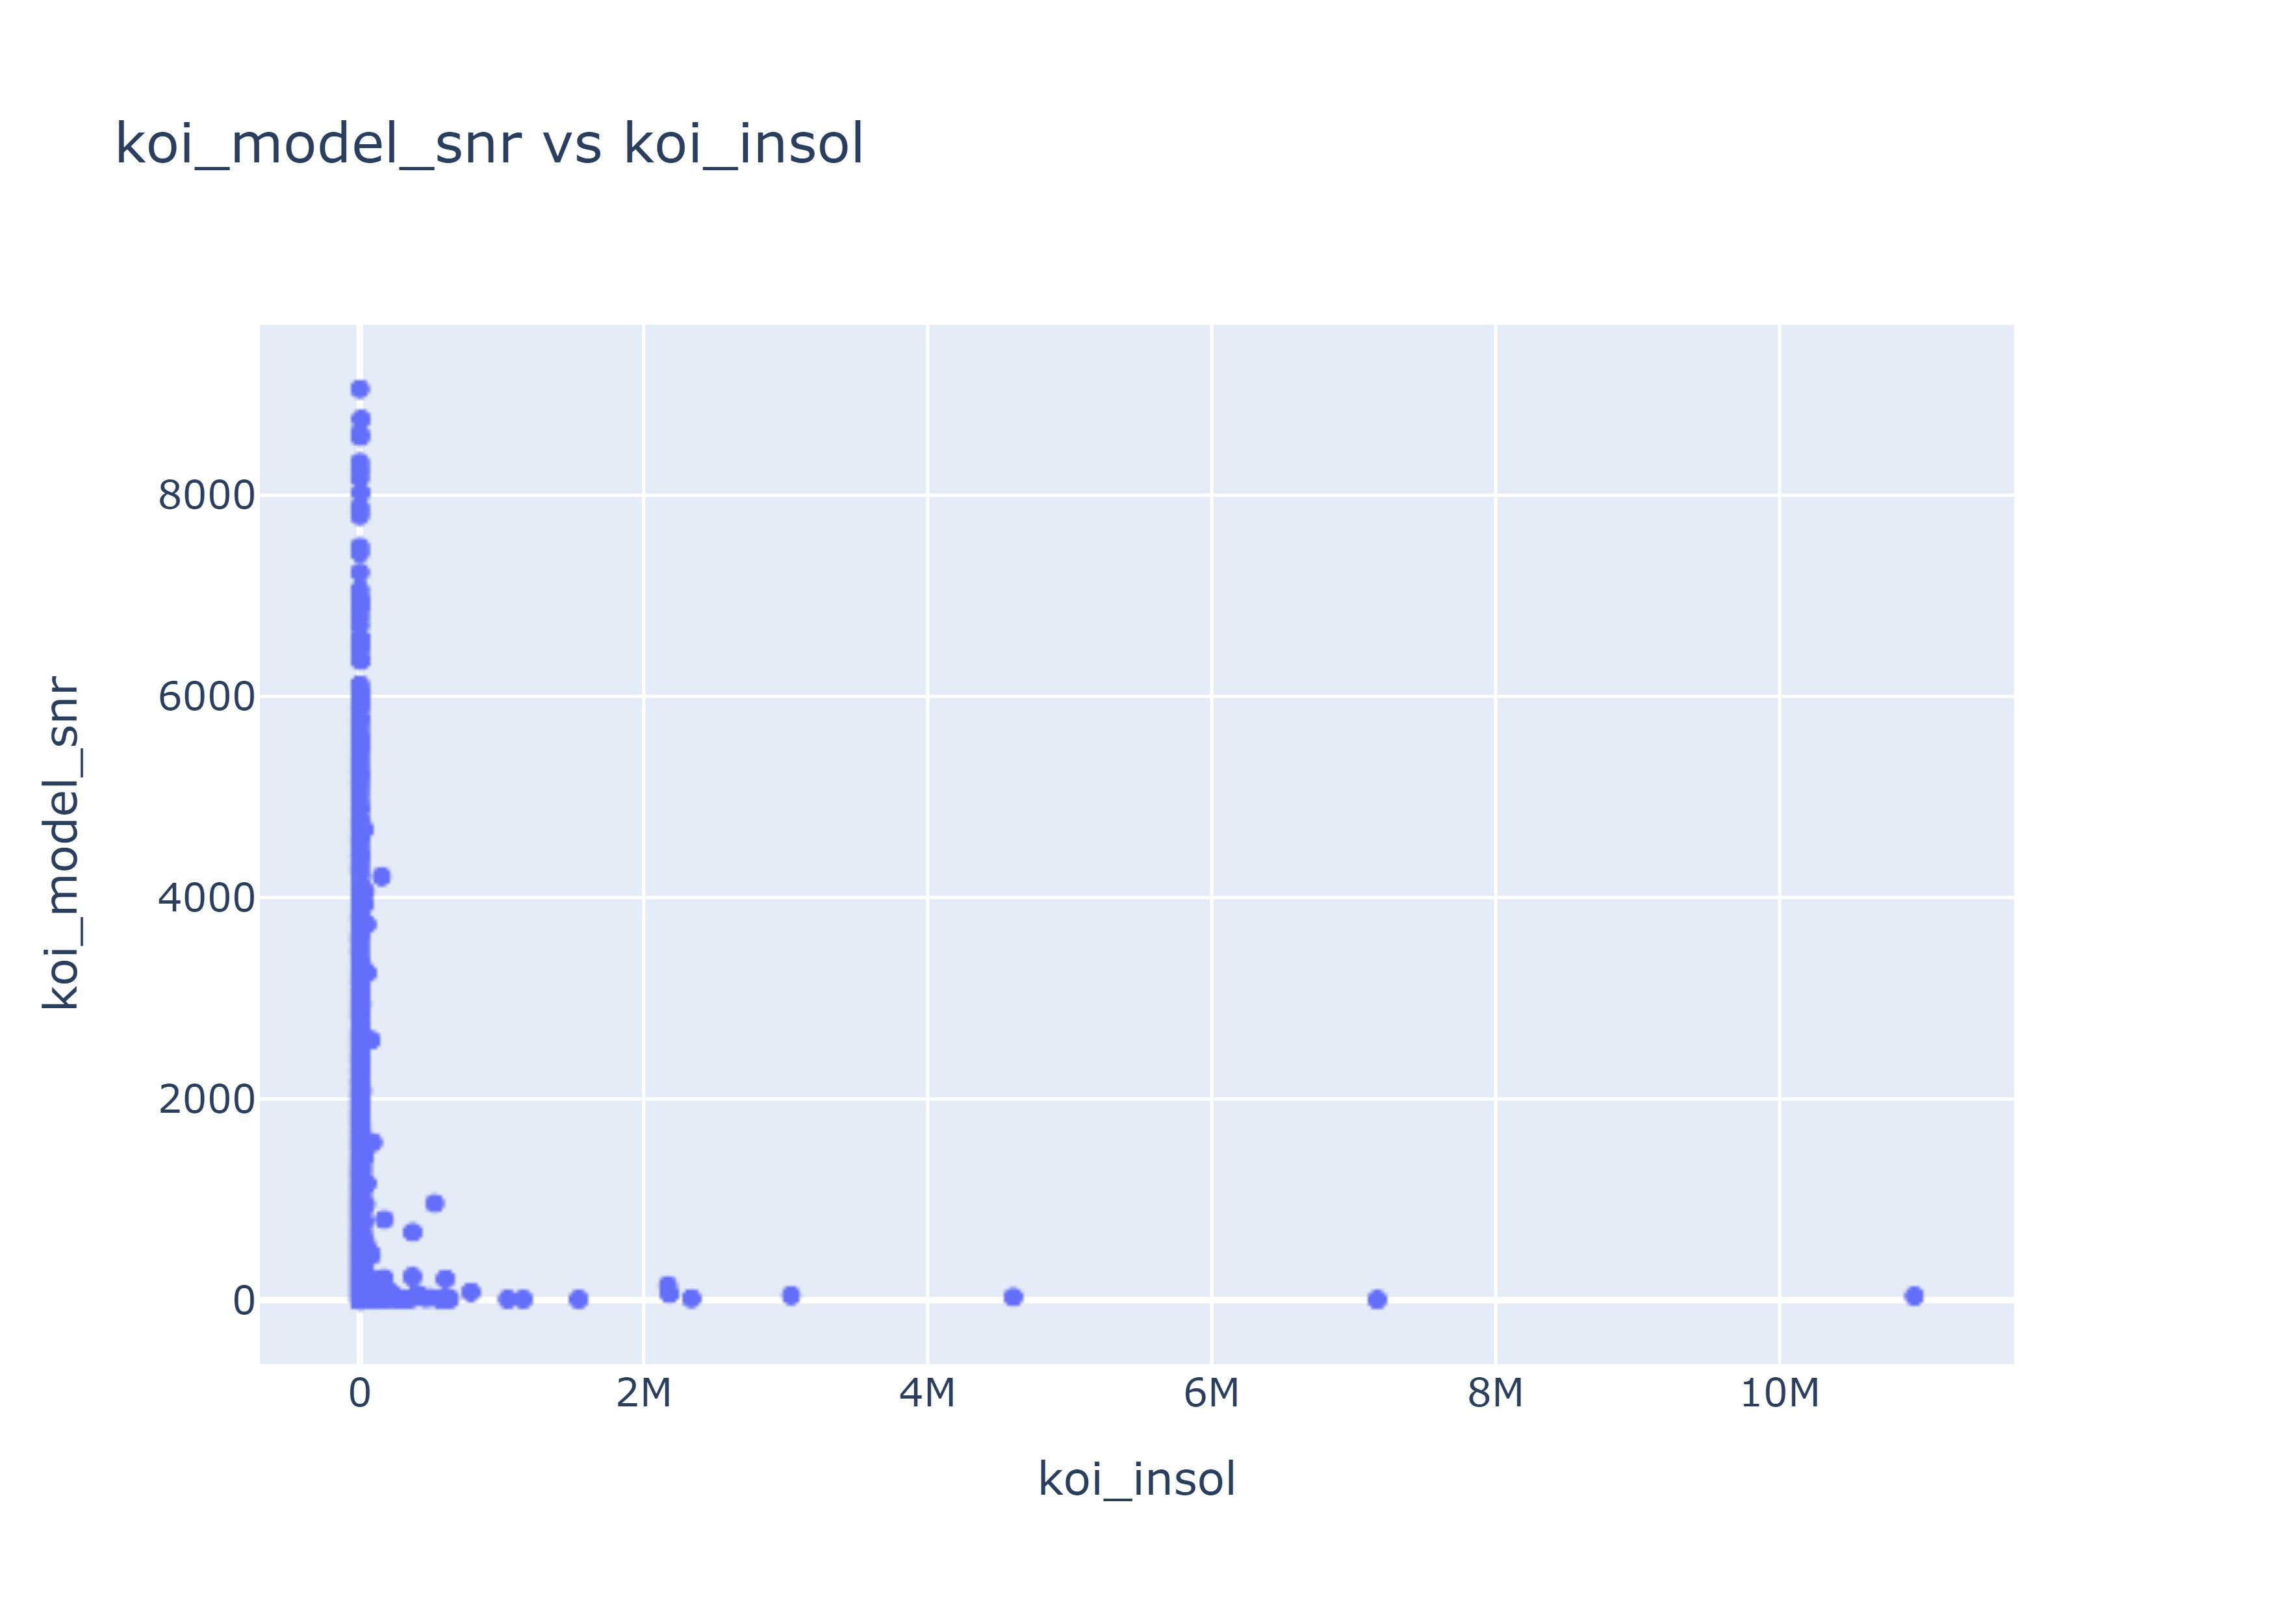 koi_model_snr vs koi_insol
koi_model_snr
8000
6000
4000
2000
0
0
2M
4M
6M
8M
10M
koi_insol